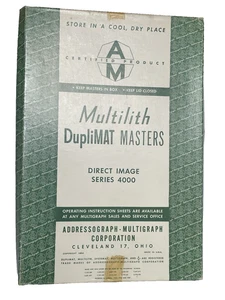 STORE IN A COOL, DRY PLACE
A
M
CERTIFIED PRODUCT
• KEEP MASTERS IN BOX • KEEP LID CLOSED
Multilith
DupliMAT MASTERS
DIRECT IMAGE
SERIES 4000
OPERATING INSTRUCTION SHEETS ARE AVAILABLE
AT ANY MULTIGRAPH SALES AND SERVICE OFFICE
ADDRESSOGRAPH-MULTIGRAPH
CORPORATION
CLEVELAND 17, OHIO